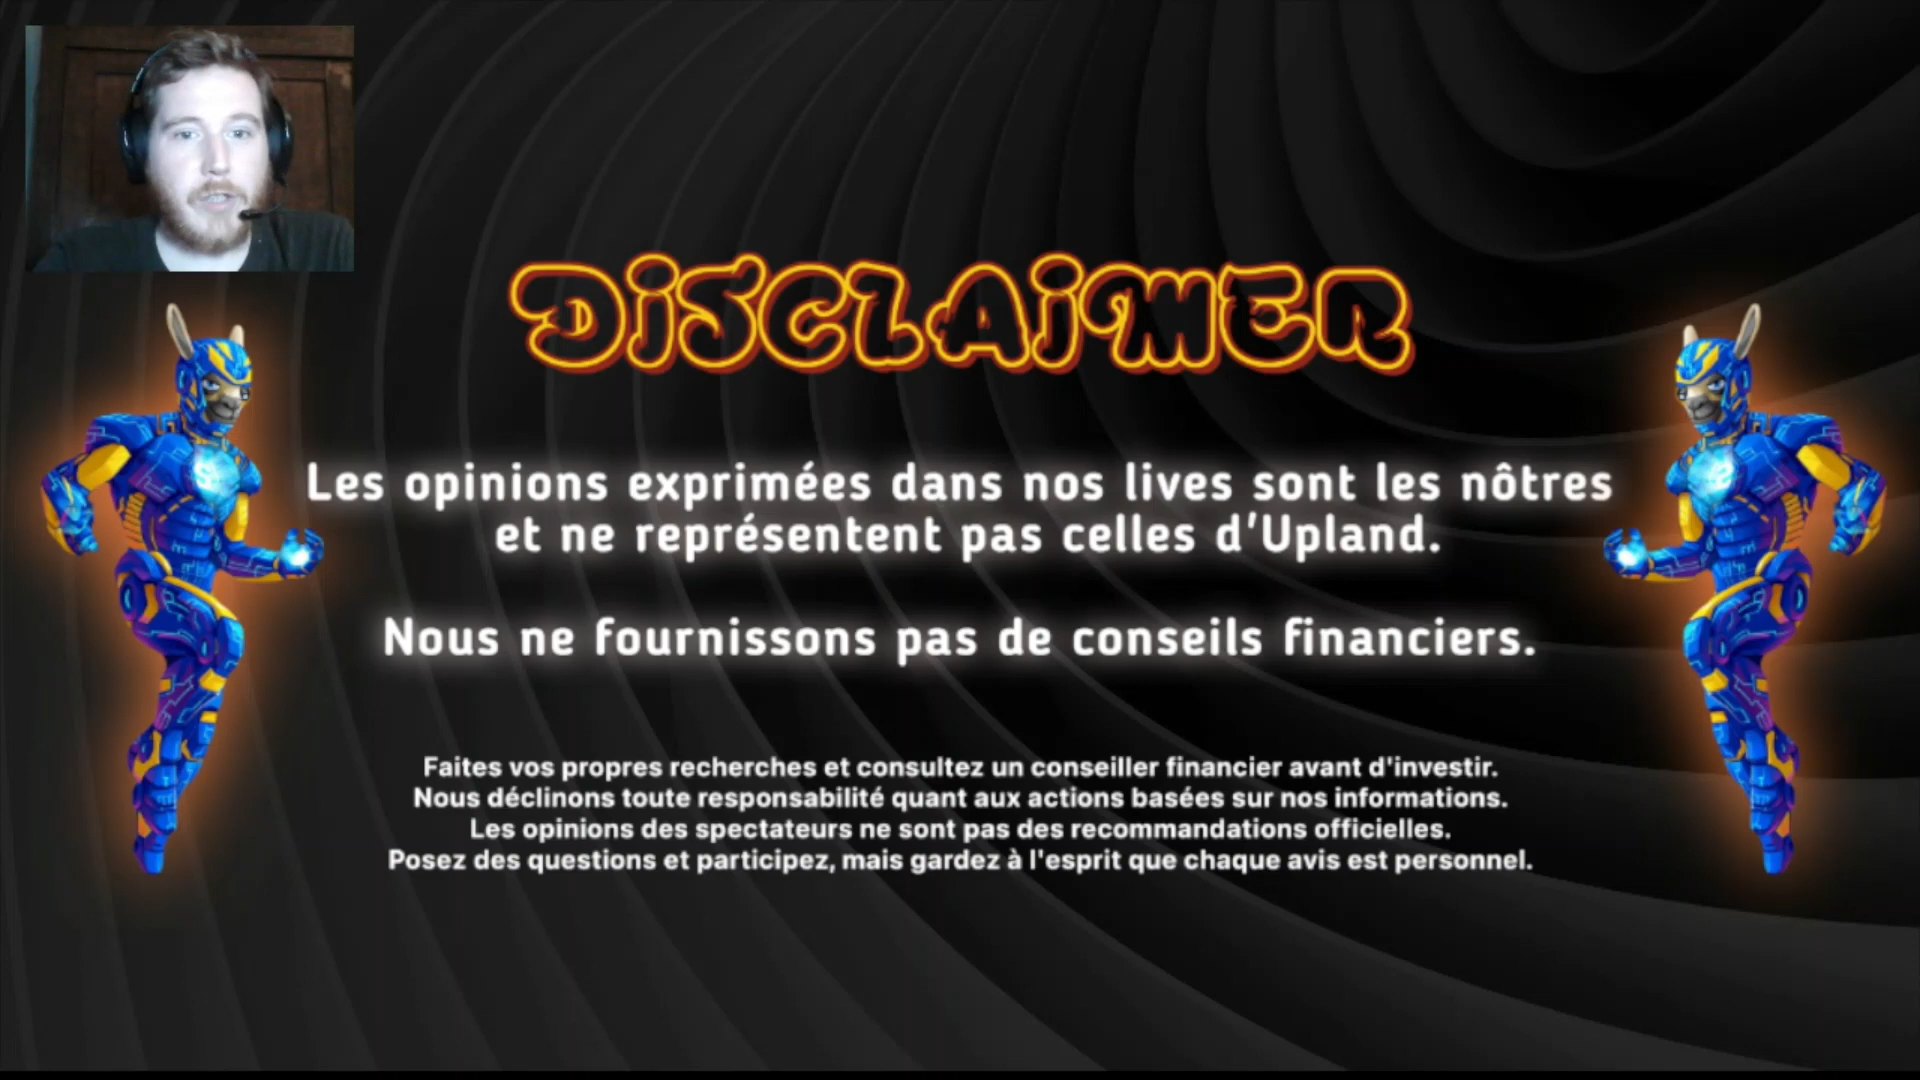 DiSCLAiMER
Les opinions exprimées dans nos lives sont les nôtres
et ne représentent pas celles d'Upland.
Nous ne fournissons pas de conseils financiers.
Faites vos propres recherches et consultez un conseiller financier avant d'investir.
Nous déclinons toute responsabilité quant aux actions basées sur nos informations.
Les opinions des spectateurs ne sont pas des recommandations officielles.
Posez des questions et participez, mais gardez à l'esprit que chaque avis est personnel.